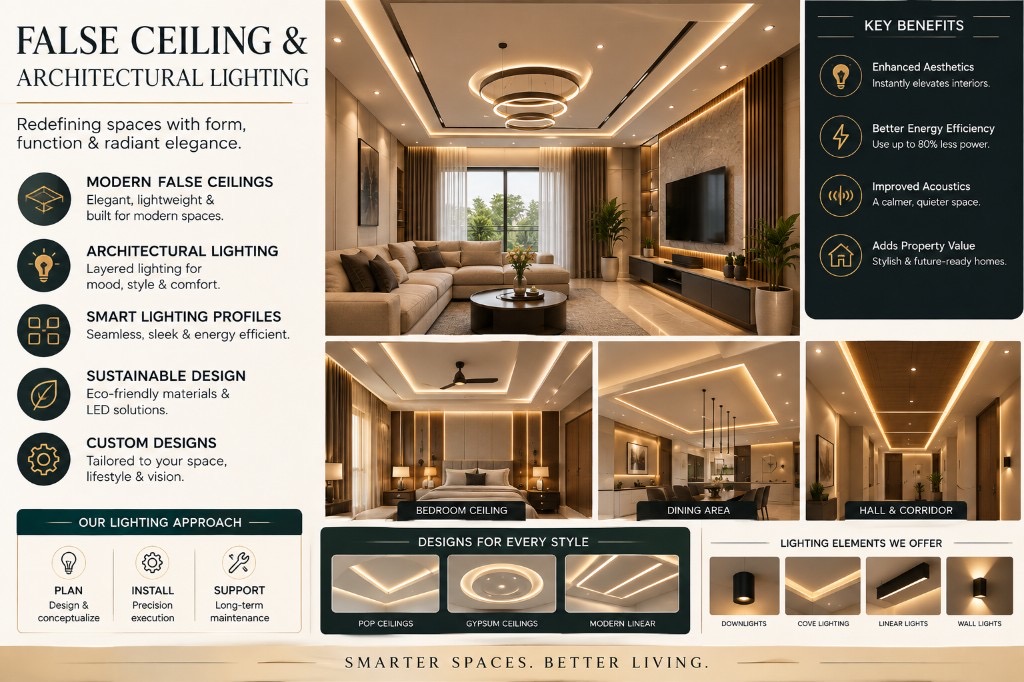 FALSE CEILING &
ARCHITECTURAL LIGHTING
Redefining spaces with form,
function & radiant elegance.
MODERN FALSE CEILINGS
Elegant, lightweight &
built for modern spaces.
ARCHITECTURAL LIGHTING
Layered lighting for
mood, style & comfort.
SMART LIGHTING PROFILES
Seamless, sleek & energy efficient.
SUSTAINABLE DESIGN
Eco-friendly materials &
LED solutions.
CUSTOM DESIGNS
Tailored to your space,
lifestyle & vision.
OUR LIGHTING APPROACH
PLAN
Design &
conceptualize
INSTALL
Precision
execution
SUPPORT
Long-term
maintenance
KEY BENEFITS
Enhanced Aesthetics
Instantly elevates interiors.
Better Energy Efficiency
Use up to 80% less power.
Improved Acoustics
A calmer, quieter space.
Adds Property Value
Stylish & future-ready homes.
BEDROOM CEILING
DINING AREA
HALL & CORRIDOR
DESIGNS FOR EVERY STYLE
POP CEILINGS
GYPSUM CEILINGS
MODERN LINEAR
LIGHTING ELEMENTS WE OFFER
DOWNLIGHTS
COVE LIGHTING
LINEAR LIGHTS
WALL LIGHTS
SMARTER SPACES. BETTER LIVING.